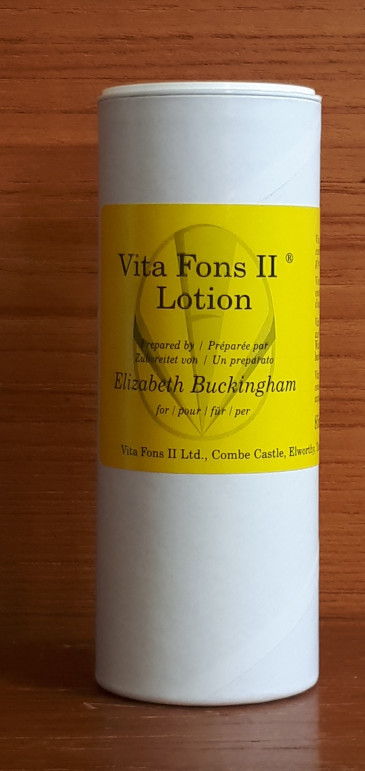 Vita Fons II ®
Lotion
Prepared by / Préparée par
Zubereitet von / Un preparato
Elizabeth Buckingham
for / pour / für / per
Vita Fons II Ltd., Combe Castle, Elworthy,